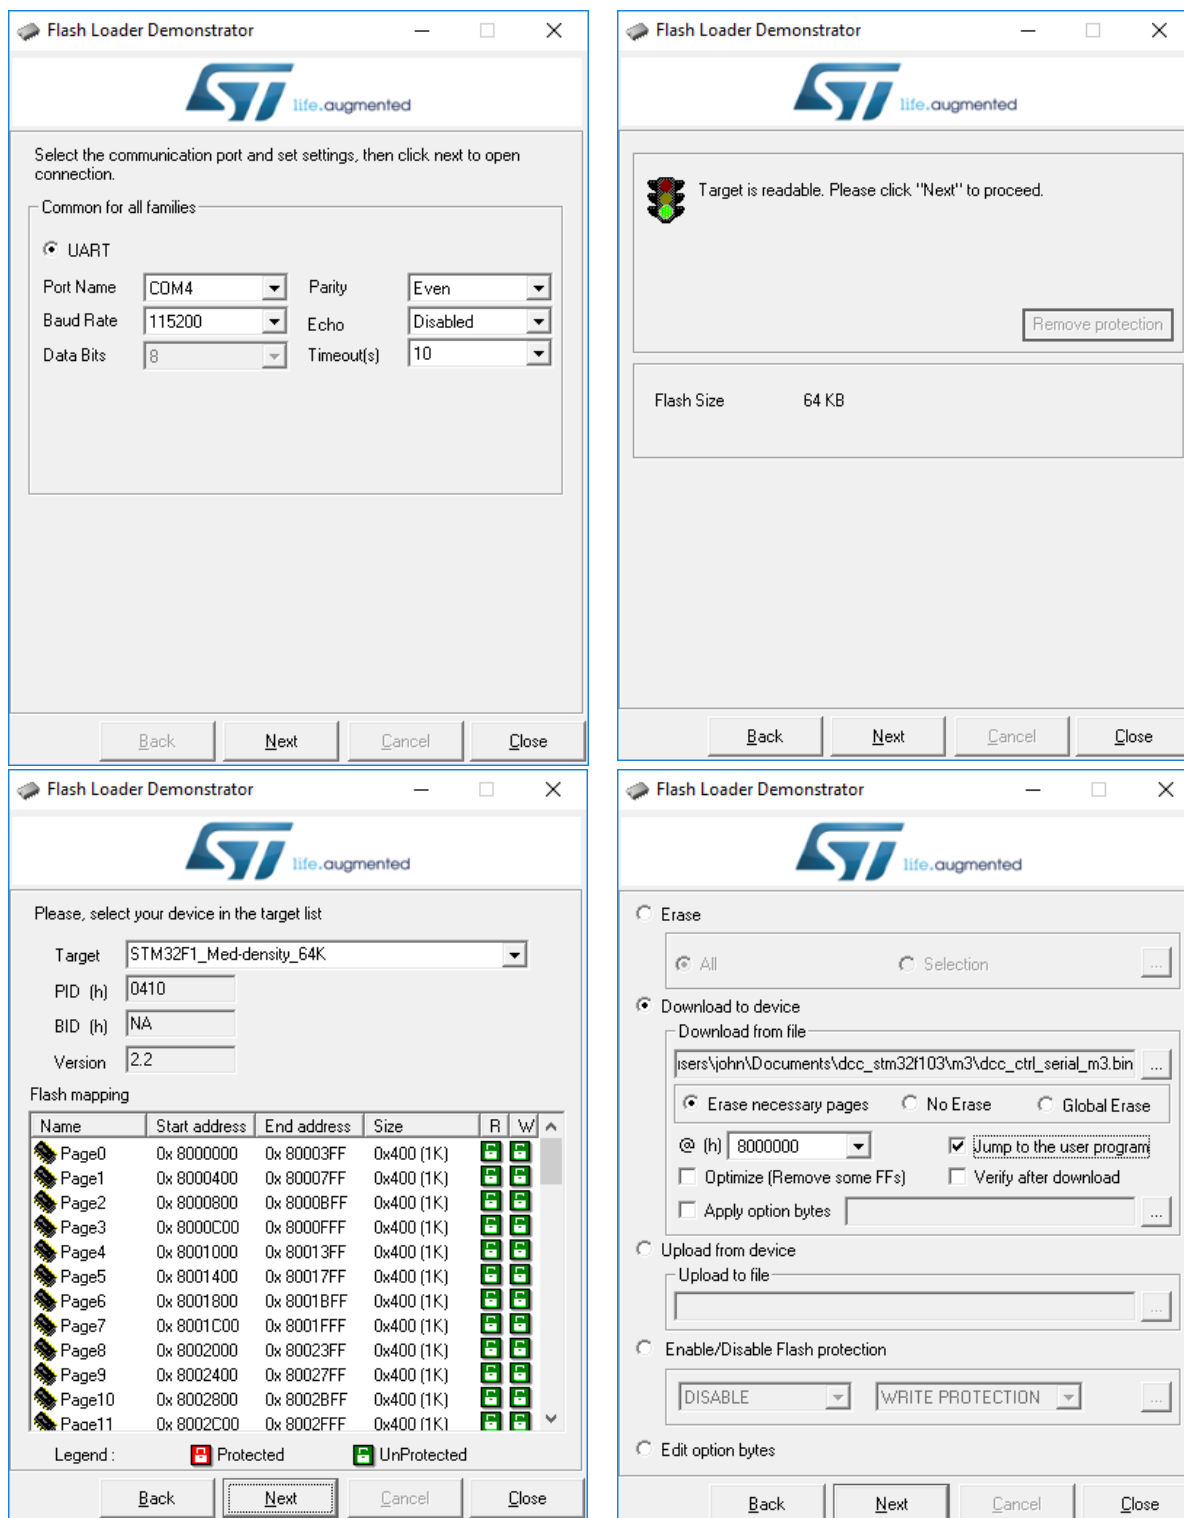 Flash Loader Demonstrator
life.augmented
Select the communication port and set settings, then click next to open
connection.
Common for all families
UART
Port Name COM4 Parity Even
Baud Rate 115200 Echo Disabled
Data Bits 8 Timeout(s) 10
Back Next Cancel Close
Flash Loader Demonstrator
life.augmented
Target is readable. Please click "Next" to proceed.
Remove protection
Flash Size 64 KB
Back Next Cancel Close
Flash Loader Demonstrator
life.augmented
Please, select your device in the target list
Target STM32F1_Med-density_64K
PID (h) 0410
BID (h) NA
Version 2.2
Flash mapping
Name Start address End address Size R W
Page0 0x 8000000 0x 80003FF 0x400 (1K)
Page1 0x 8000400 0x 80007FF 0x400 (1K)
Page2 0x 8000800 0x 8000BFF 0x400 (1K)
Page3 0x 8000C00 0x 8000FFF 0x400 (1K)
Page4 0x 8001000 0x 80013FF 0x400 (1K)
Page5 0x 8001400 0x 80017FF 0x400 (1K)
Page6 0x 8001800 0x 8001BFF 0x400 (1K)
Page7 0x 8001C00 0x 8001FFF 0x400 (1K)
Page8 0x 8002000 0x 80023FF 0x400 (1K)
Page9 0x 8002400 0x 80027FF 0x400 (1K)
Page10 0x 8002800 0x 8002BFF 0x400 (1K)
Page11 0x 8002C00 0x 8002FFF 0x400 (1K)
Legend : Protected UnProtected
Back Next Cancel Close
Flash Loader Demonstrator
life.augmented
Erase
All Selection ...
Download to device
Download from file
sers\john\Documents\dcc_stm32f103\m3\dcc_ctrl_serial_m3.bin ...
Erase necessary pages No Erase Global Erase
@ (h) 8000000 Jump to the user program
Optimize (Remove some FFs) Verify after download
Apply option bytes ...
Upload from device
Upload to file
...
Enable/Disable Flash protection
DISABLE WRITE PROTECTION ...
Edit option bytes
Back Next Cancel Close